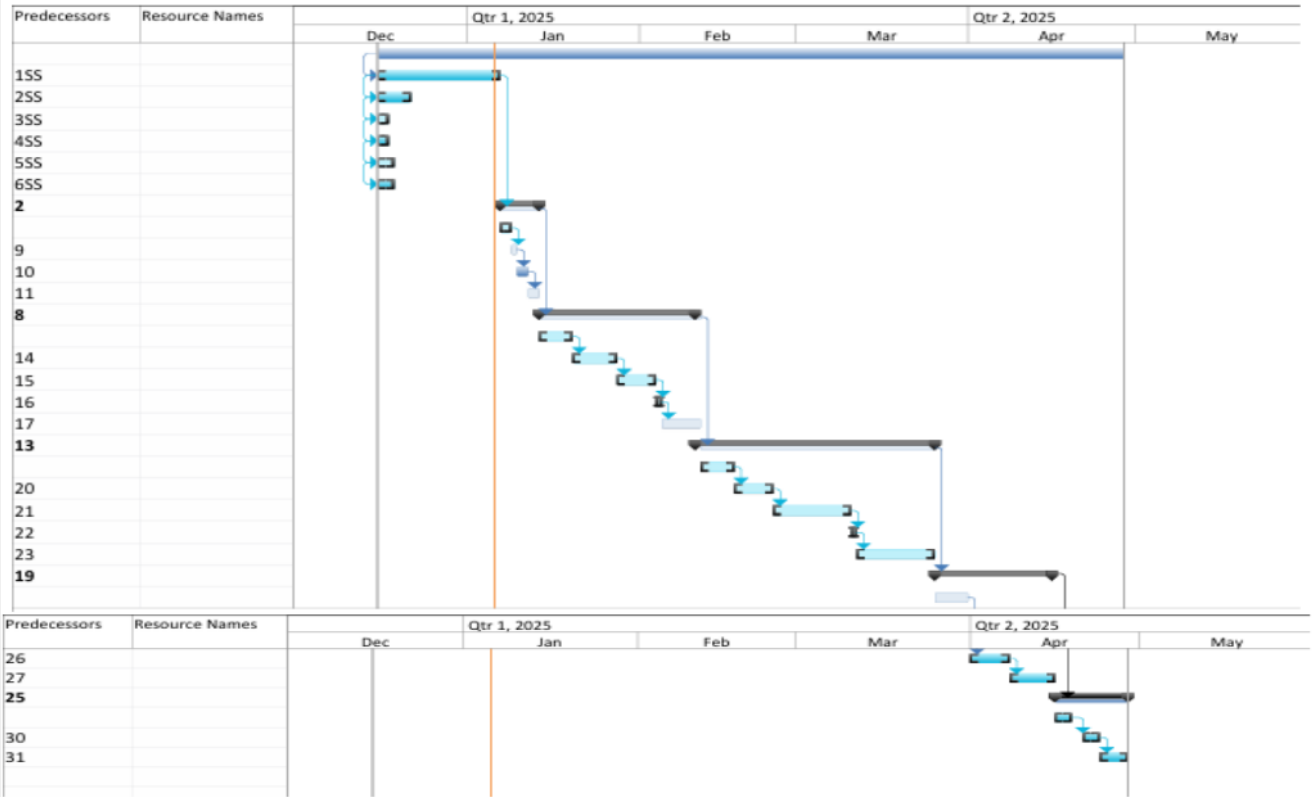 Predecessors Resource Names Qtr 1, 2025 Qtr 2, 2025
Dec Jan Feb Mar Apr May
1SS
2SS
3SS
4SS
5SS
6SS
2
9
10
11
8
14
15
16
17
13
20
21
22
23
19
Predecessors Resource Names Qtr 1, 2025 Qtr 2, 2025
Dec Jan Feb Mar Apr May
26
27
25
30
31